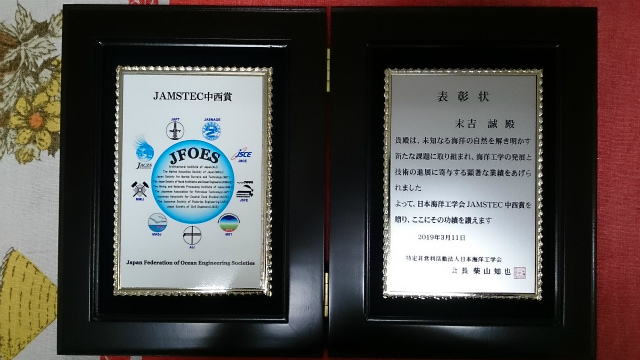 JAMSTEC中西賞
JAPT
JASNAOE
JACES
JSCE
MMIJ
JFOES
Japan Federation of Ocean Engineering Societies
表彰状
末吉 誠 殿
貴殿は、未知なる海洋の自然を解き明かす
新たな課題に取り組まれ、海洋工学の発展と
技術の進展に寄与する顕著な業績をあげら
れました
よって、日本海洋工学会JAMSTEC中西賞を
贈り、ここにその功績を讃えます
2019年3月11日
特定非営利活動法人日本海洋工学会
会長 柴山知也